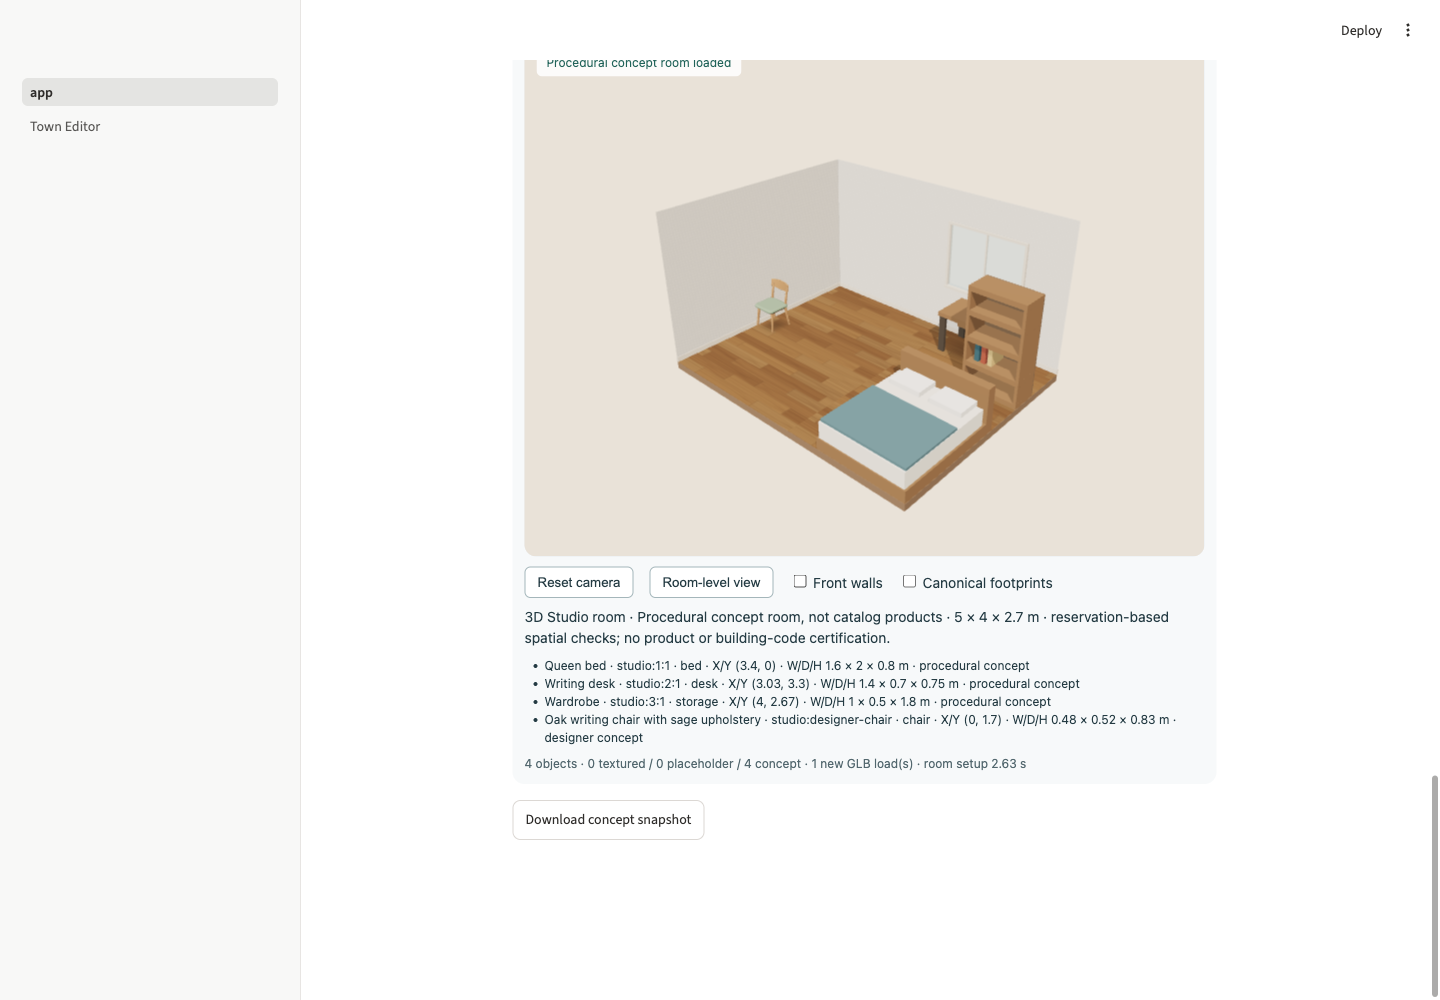 Deploy
app
Town Editor
Procedural concept room loaded
Reset camera
Room-level view
Front walls
Canonical footprints
3D Studio room · Procedural concept room, not catalog products · 5 × 4 × 2.7 m · reservation-based
spatial checks; no product or building-code certification.
• Queen bed · studio:1:1 · bed · X/Y (3.4, 0) · W/D/H 1.6 × 2 × 0.8 m · procedural concept
• Writing desk · studio:2:1 · desk · X/Y (3.03, 3.3) · W/D/H 1.4 × 0.7 × 0.75 m · procedural concept
• Wardrobe · studio:3:1 · storage · X/Y (4, 2.67) · W/D/H 1 × 0.5 × 1.8 m · procedural concept
• Oak writing chair with sage upholstery · studio:designer-chair · chair · X/Y (0, 1.7) · W/D/H 0.48 × 0.52 × 0.83 m ·
designer concept
4 objects · 0 textured / 0 placeholder / 4 concept · 1 new GLB load(s) · room setup 2.63 s
Download concept snapshot